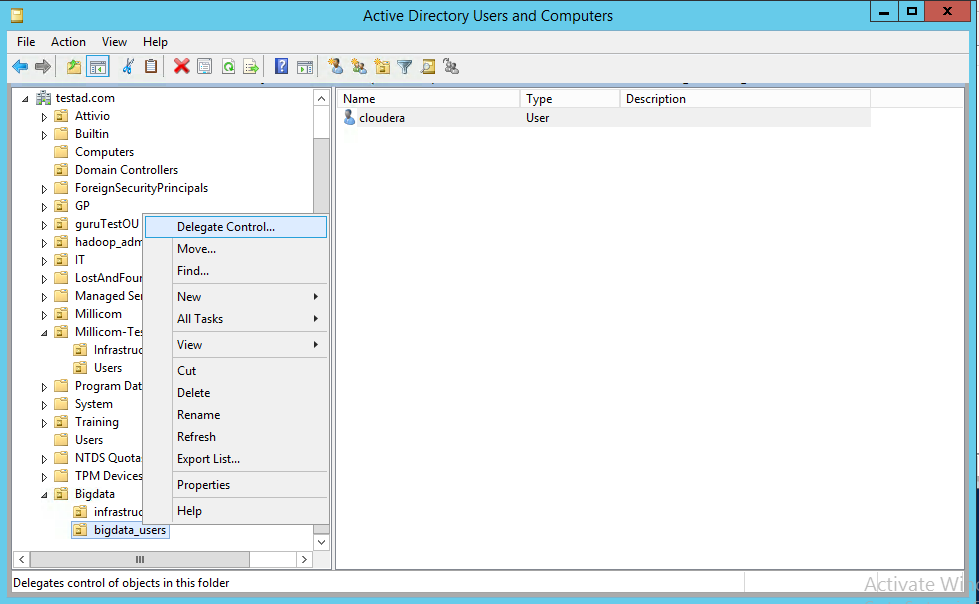 Active Directory Users and Computers
File Action View Help
testad.com
Attivio
Builtin
Computers
Domain Controllers
ForeignSecurityPrincipals
GP
guruTestOU
hadoop_adm
IT
LostAndFour
Managed Ser
Millicom
Millicom-Tes
Infrastruc
Users
Program Dat
System
Training
Users
NTDS Quotas
TPM Devices
Bigdata
infrastruc
bigdata_users
Delegate Control...
Move...
Find...
New
All Tasks
View
Cut
Delete
Rename
Refresh
Export List...
Properties
Help
Name Type Description
cloudera User
Delegates control of objects in this folder
Activate Win